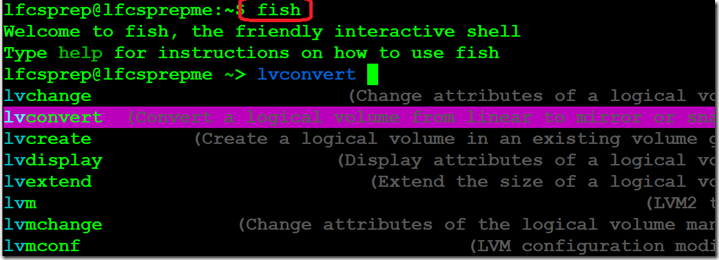 lfcsprep@lfcsprepme:~$ fish
Welcome to fish, the friendly interactive shell
Type help for instructions on how to use fish
lfcsprep@lfcsprepme ~> lvconvert
lvchange (Change attributes of a logical vo
lvconvert (Convert a logical volume from linear to mirror or sna
lvcreate (Create a logical volume in an existing volume g
lvdisplay (Display attributes of a logical vo
lvextend (Extend the size of a logical vo
lvm (LVM2 t
lvmchange (Change attributes of the logical volume man
lvmconf (LVM configuration modi